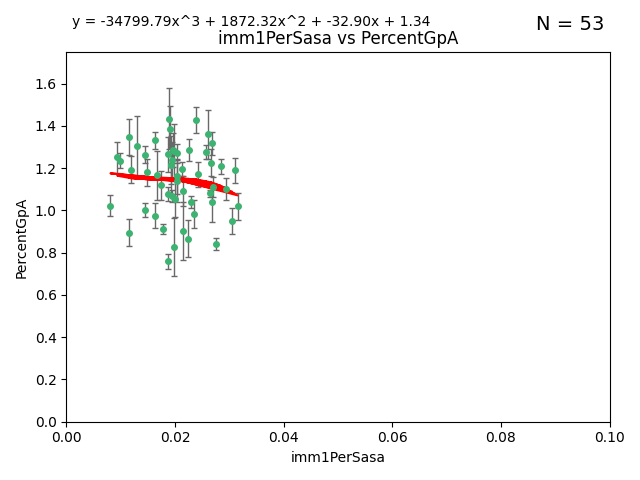 y = -34799.79x^3 + 1872.32x^2 + -32.90x + 1.34
N = 53
imm1PerSasa vs PercentGpA
1.6
1.4
1.2
1.0
0.8
0.6
0.4
0.2
0.0
PercentGpA
0.00 0.02 0.04 0.06 0.08 0.10
imm1PerSasa